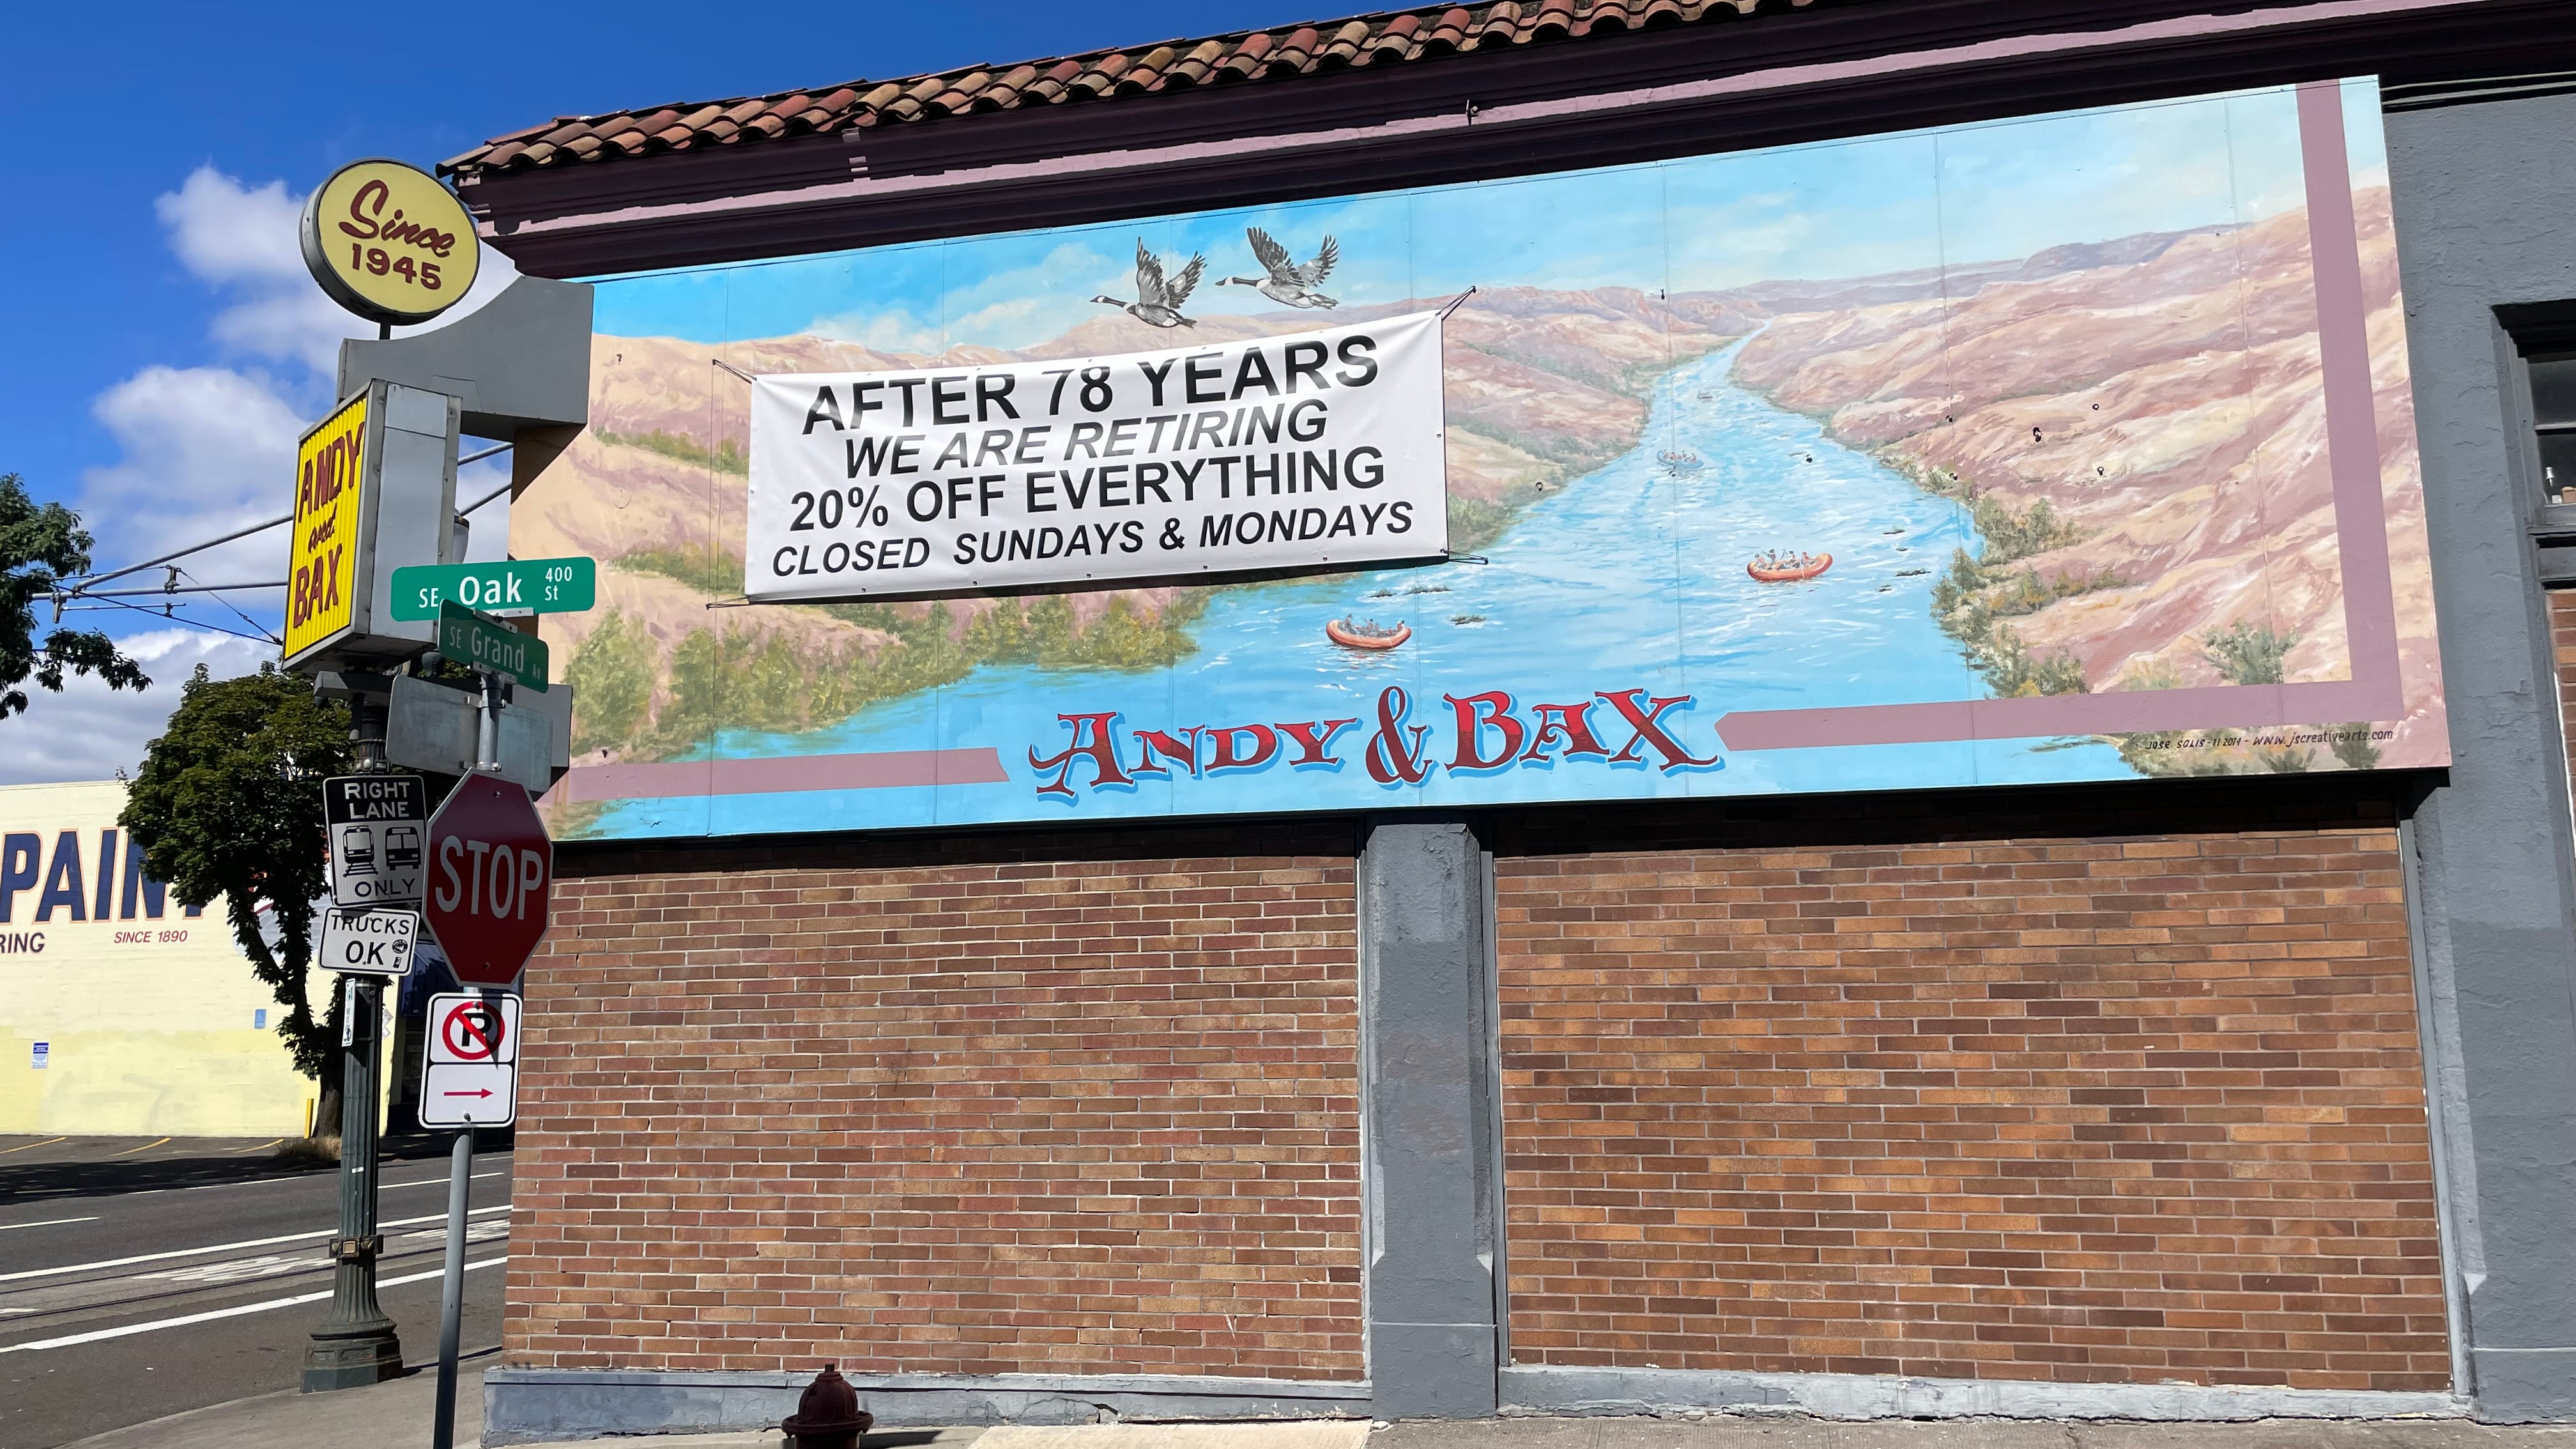 Since
1945
ANDY
and
BAX
SE Oak 400 St
SE Grand AV
AFTER 78 YEARS
WE ARE RETIRING
20% OFF EVERYTHING
CLOSED SUNDAYS & MONDAYS
ANDY & BAX
JOSE SOLIS - 11 2014 - WWW.jscreativearts.com
RIGHT
LANE
ONLY
TRUCKS
OK
STOP
P
PAIN
RING
SINCE 1890